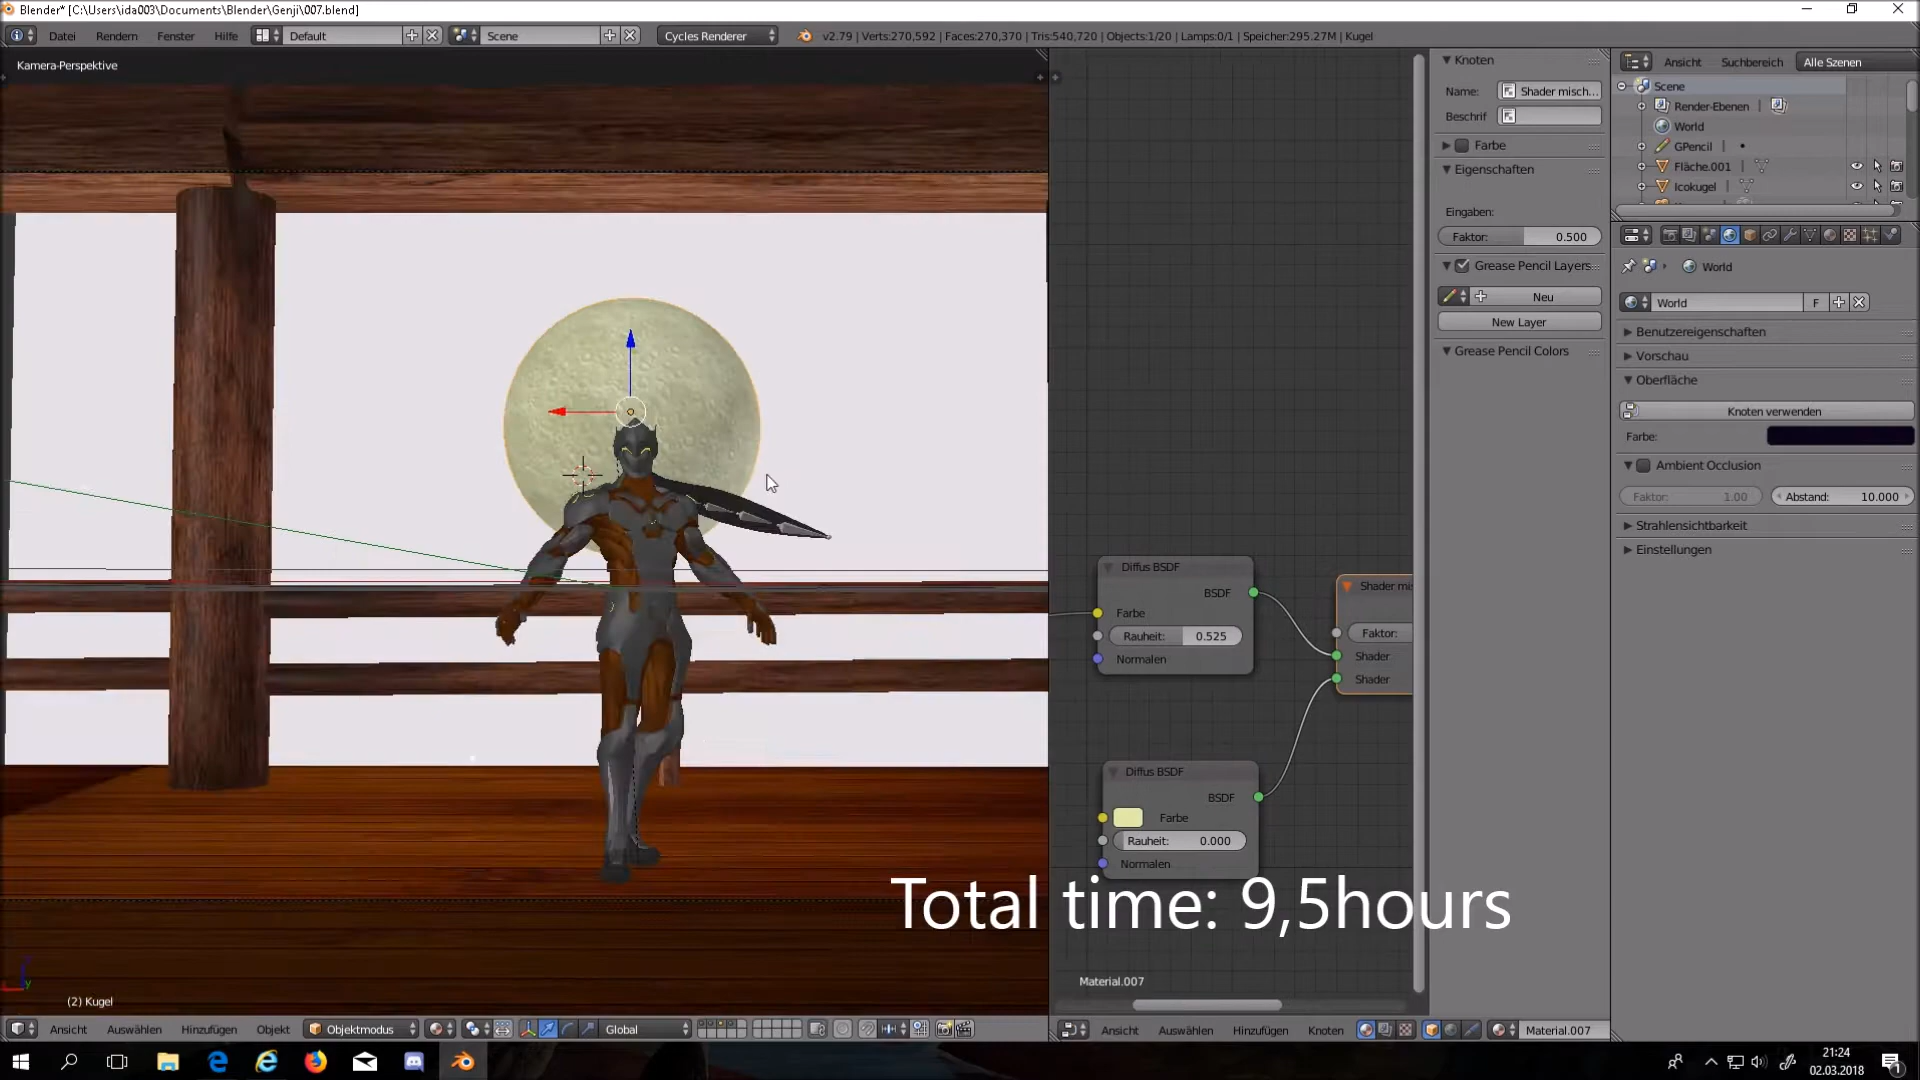 Blender* [C:\Users\ida003\Documents\Blender\Genji\007.blend]
Datei Rendern Fenster Hilfe Default Scene Cycles Renderer v2.79 | Verts:270,592 | Faces:270,370 | Tris:540,720 | Objects:1/20 | Lamps:0/1 | Speicher:295.27M | Kugel
Kamera-Perspektive
(2) Kugel
Ansicht Auswählen Hinzufügen Objekt Objektmodus Global
Diffus BSDF
BSDF
Farbe
Rauheit: 0.525
Normalen
Shader mis
Faktor:
Shader
Shader
Diffus BSDF
BSDF
Farbe
Rauheit: 0.000
Normalen
Total time: 9,5hours
Material.007
Ansicht Auswählen Hinzufügen Knoten Material.007
Knoten
Name: Shader misch...
Beschrif
Farbe
Eigenschaften
Eingaben:
Faktor: 0.500
Grease Pencil Layers
Neu
New Layer
Grease Pencil Colors
Ansicht Suchbereich Alle Szenen
Scene
Render-Ebenen
World
GPencil
Fläche.001
Icokugel
World
World F
Benutzereigenschaften
Vorschau
Oberfläche
Knoten verwenden
Farbe:
Ambient Occlusion
Faktor: 1.00 Abstand: 10.000
Strahlensichtbarkeit
Einstellungen
21:24
02.03.2018